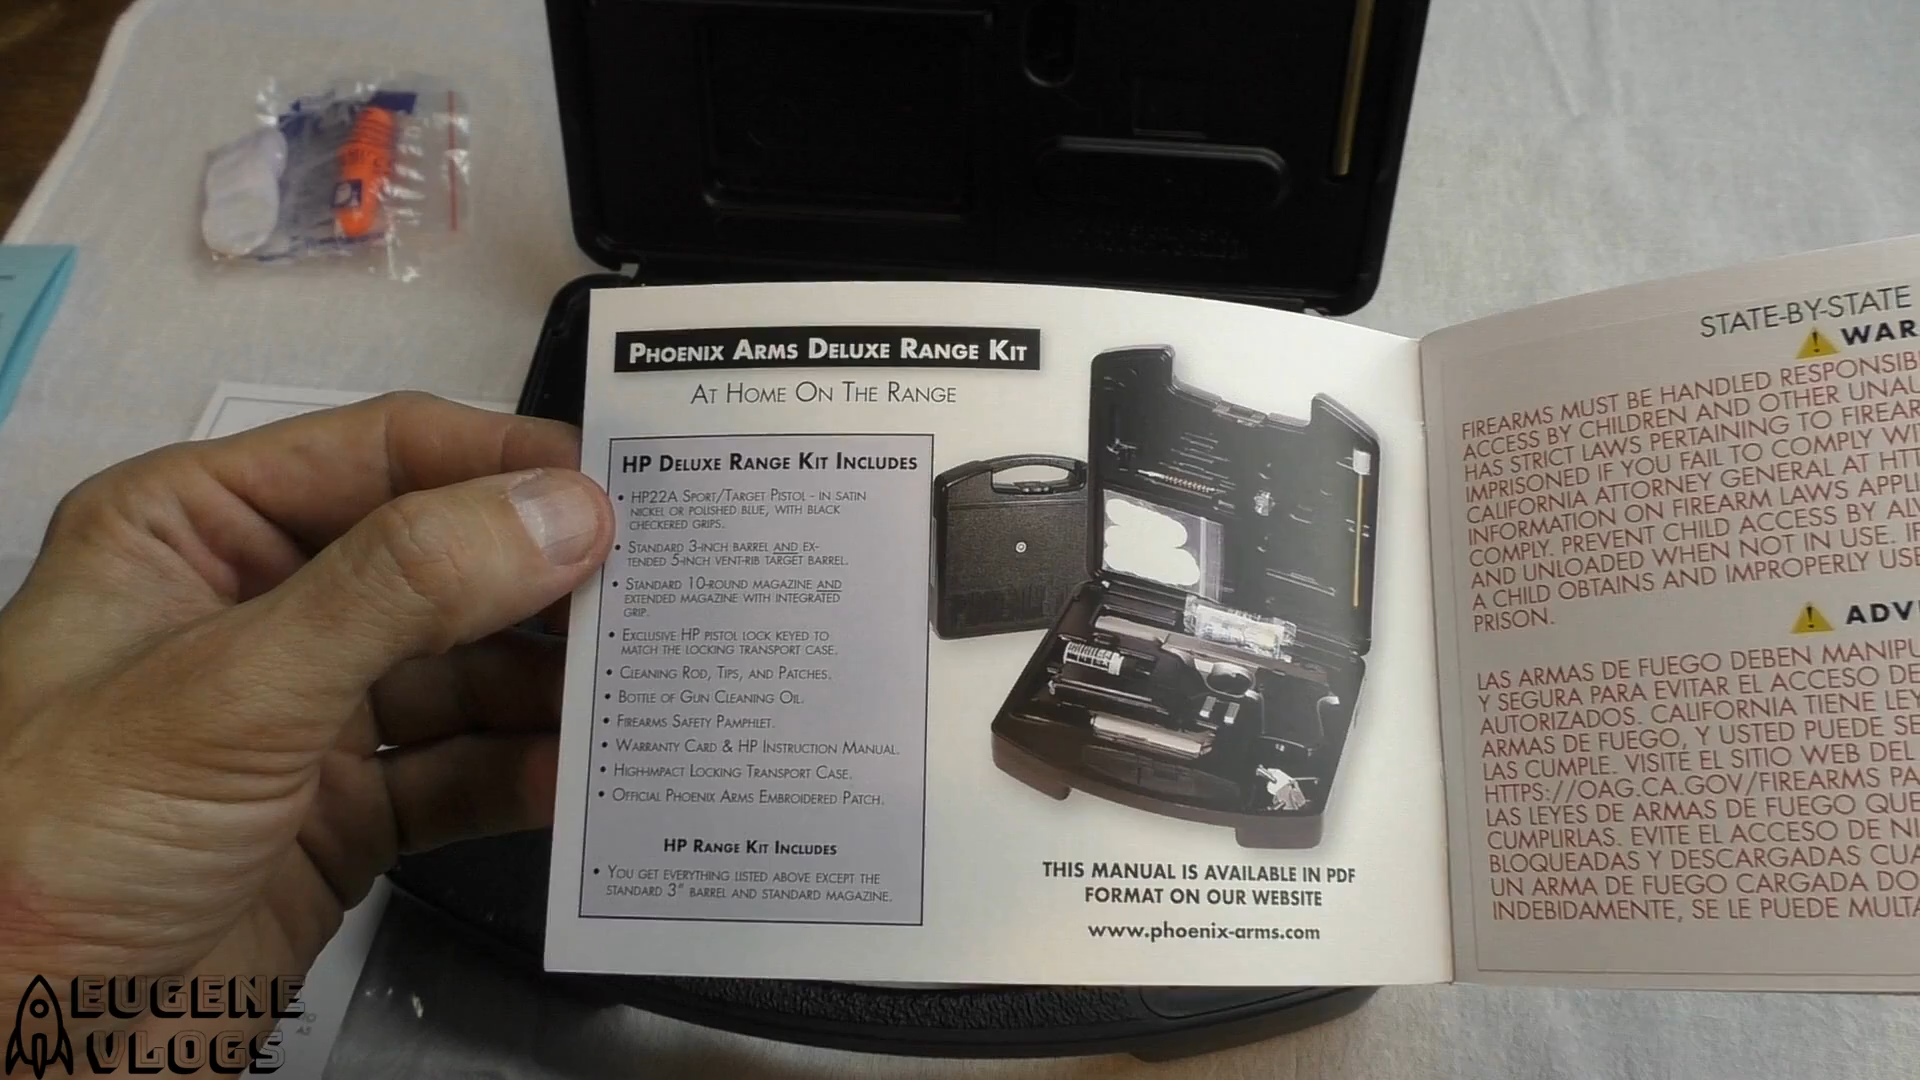 PHOENIX ARMS DELUXE RANGE KIT
AT HOME ON THE RANGE
HP DELUXE RANGE KIT INCLUDES
• HP22A SPORT/TARGET PISTOL - IN SATIN
NICKEL OR POLISHED BLUE, WITH BLACK
CHECKERED GRIPS.
• STANDARD 3-INCH BARREL AND EX-
TENDED 5-INCH VENT-RIB TARGET BARREL.
• STANDARD 10-ROUND MAGAZINE AND
EXTENDED MAGAZINE WITH INTEGRATED
GRIP.
• EXCLUSIVE HP PISTOL LOCK KEYED TO
MATCH THE LOCKING TRANSPORT CASE.
• CLEANING ROD, TIPS, AND PATCHES.
• BOTTLE OF GUN CLEANING OIL.
• FIREARMS SAFETY PAMPHLET.
• WARRANTY CARD & HP INSTRUCTION MANUAL.
• HIGH-IMPACT LOCKING TRANSPORT CASE.
• OFFICIAL PHOENIX ARMS EMBROIDERED PATCH.
HP RANGE KIT INCLUDES
• YOU GET EVERYTHING LISTED ABOVE EXCEPT THE
STANDARD 3" BARREL AND STANDARD MAGAZINE.
THIS MANUAL IS AVAILABLE IN PDF
FORMAT ON OUR WEBSITE
www.phoenix-arms.com
STATE-BY-STATE
WAR
FIREARMS MUST BE HANDLED RESPONSIB
ACCESS BY CHILDREN AND OTHER UNAU
HAS STRICT LAWS PERTAINING TO FIREAR
IMPRISONED IF YOU FAIL TO COMPLY WI
CALIFORNIA ATTORNEY GENERAL AT HTT
INFORMATION ON FIREARM LAWS APPLI
COMPLY. PREVENT CHILD ACCESS BY ALW
AND UNLOADED WHEN NOT IN USE. IF
A CHILD OBTAINS AND IMPROPERLY USE
PRISON.
ADV
LAS ARMAS DE FUEGO DEBEN MANIPU
Y SEGURA PARA EVITAR EL ACCESO DE
AUTORIZADOS. CALIFORNIA TIENE LEY
ARMAS DE FUEGO, Y USTED PUEDE SE
LAS CUMPLE. VISITE EL SITIO WEB DEL
HTTPS://OAG.CA.GOV/FIREARMS PA
LAS LEYES DE ARMAS DE FUEGO QUE
CUMPLIRLAS. EVITE EL ACCESO DE NI
BLOQUEADAS Y DESCARGADAS CUA
UN ARMA DE FUEGO CARGADA DO
INDEBIDAMENTE, SE LE PUEDE MULTA
EUGENE
VLOGS